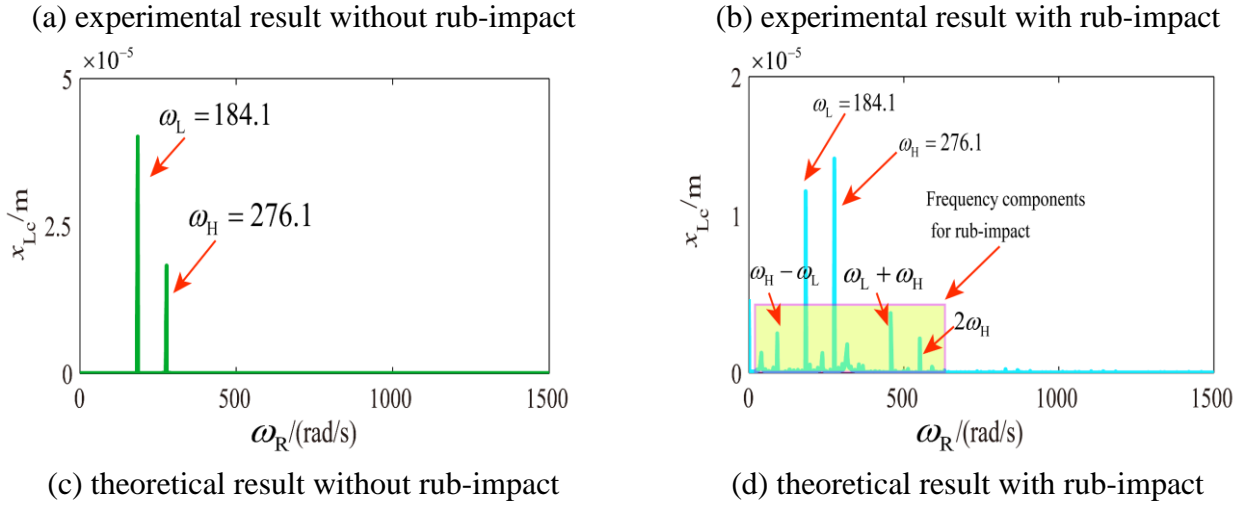 (a) experimental result without rub-impact
(b) experimental result with rub-impact
×10⁻⁵
5
2.5
0
x_Lc/m
ω_L = 184.1
ω_H = 276.1
0 500 1000 1500
ω_R/(rad/s)
(c) theoretical result without rub-impact
×10⁻⁵
2
1
0
x_Lc/m
ω_L = 184.1
ω_H = 276.1
Frequency components
for rub-impact
ω_H − ω_L
ω_L + ω_H
2ω_H
0 500 1000 1500
ω_R/(rad/s)
(d) theoretical result with rub-impact